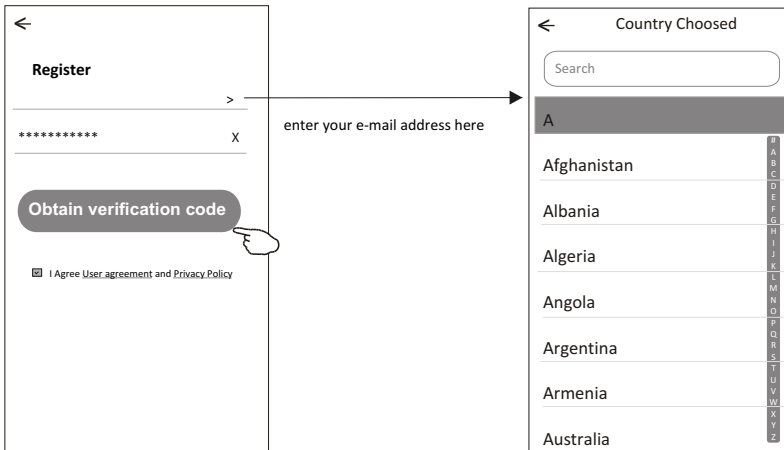 Register
>
***********
X
Obtain verification code
I Agree User agreement and Privacy Policy
enter your e-mail address here
Country Choosed
Search
A
Afghanistan
Albania
Algeria
Angola
Argentina
Armenia
Australia
#
A
B
C
D
E
F
G
H
I
J
K
L
M
N
O
P
Q
R
S
T
U
V
W
X
Y
Z